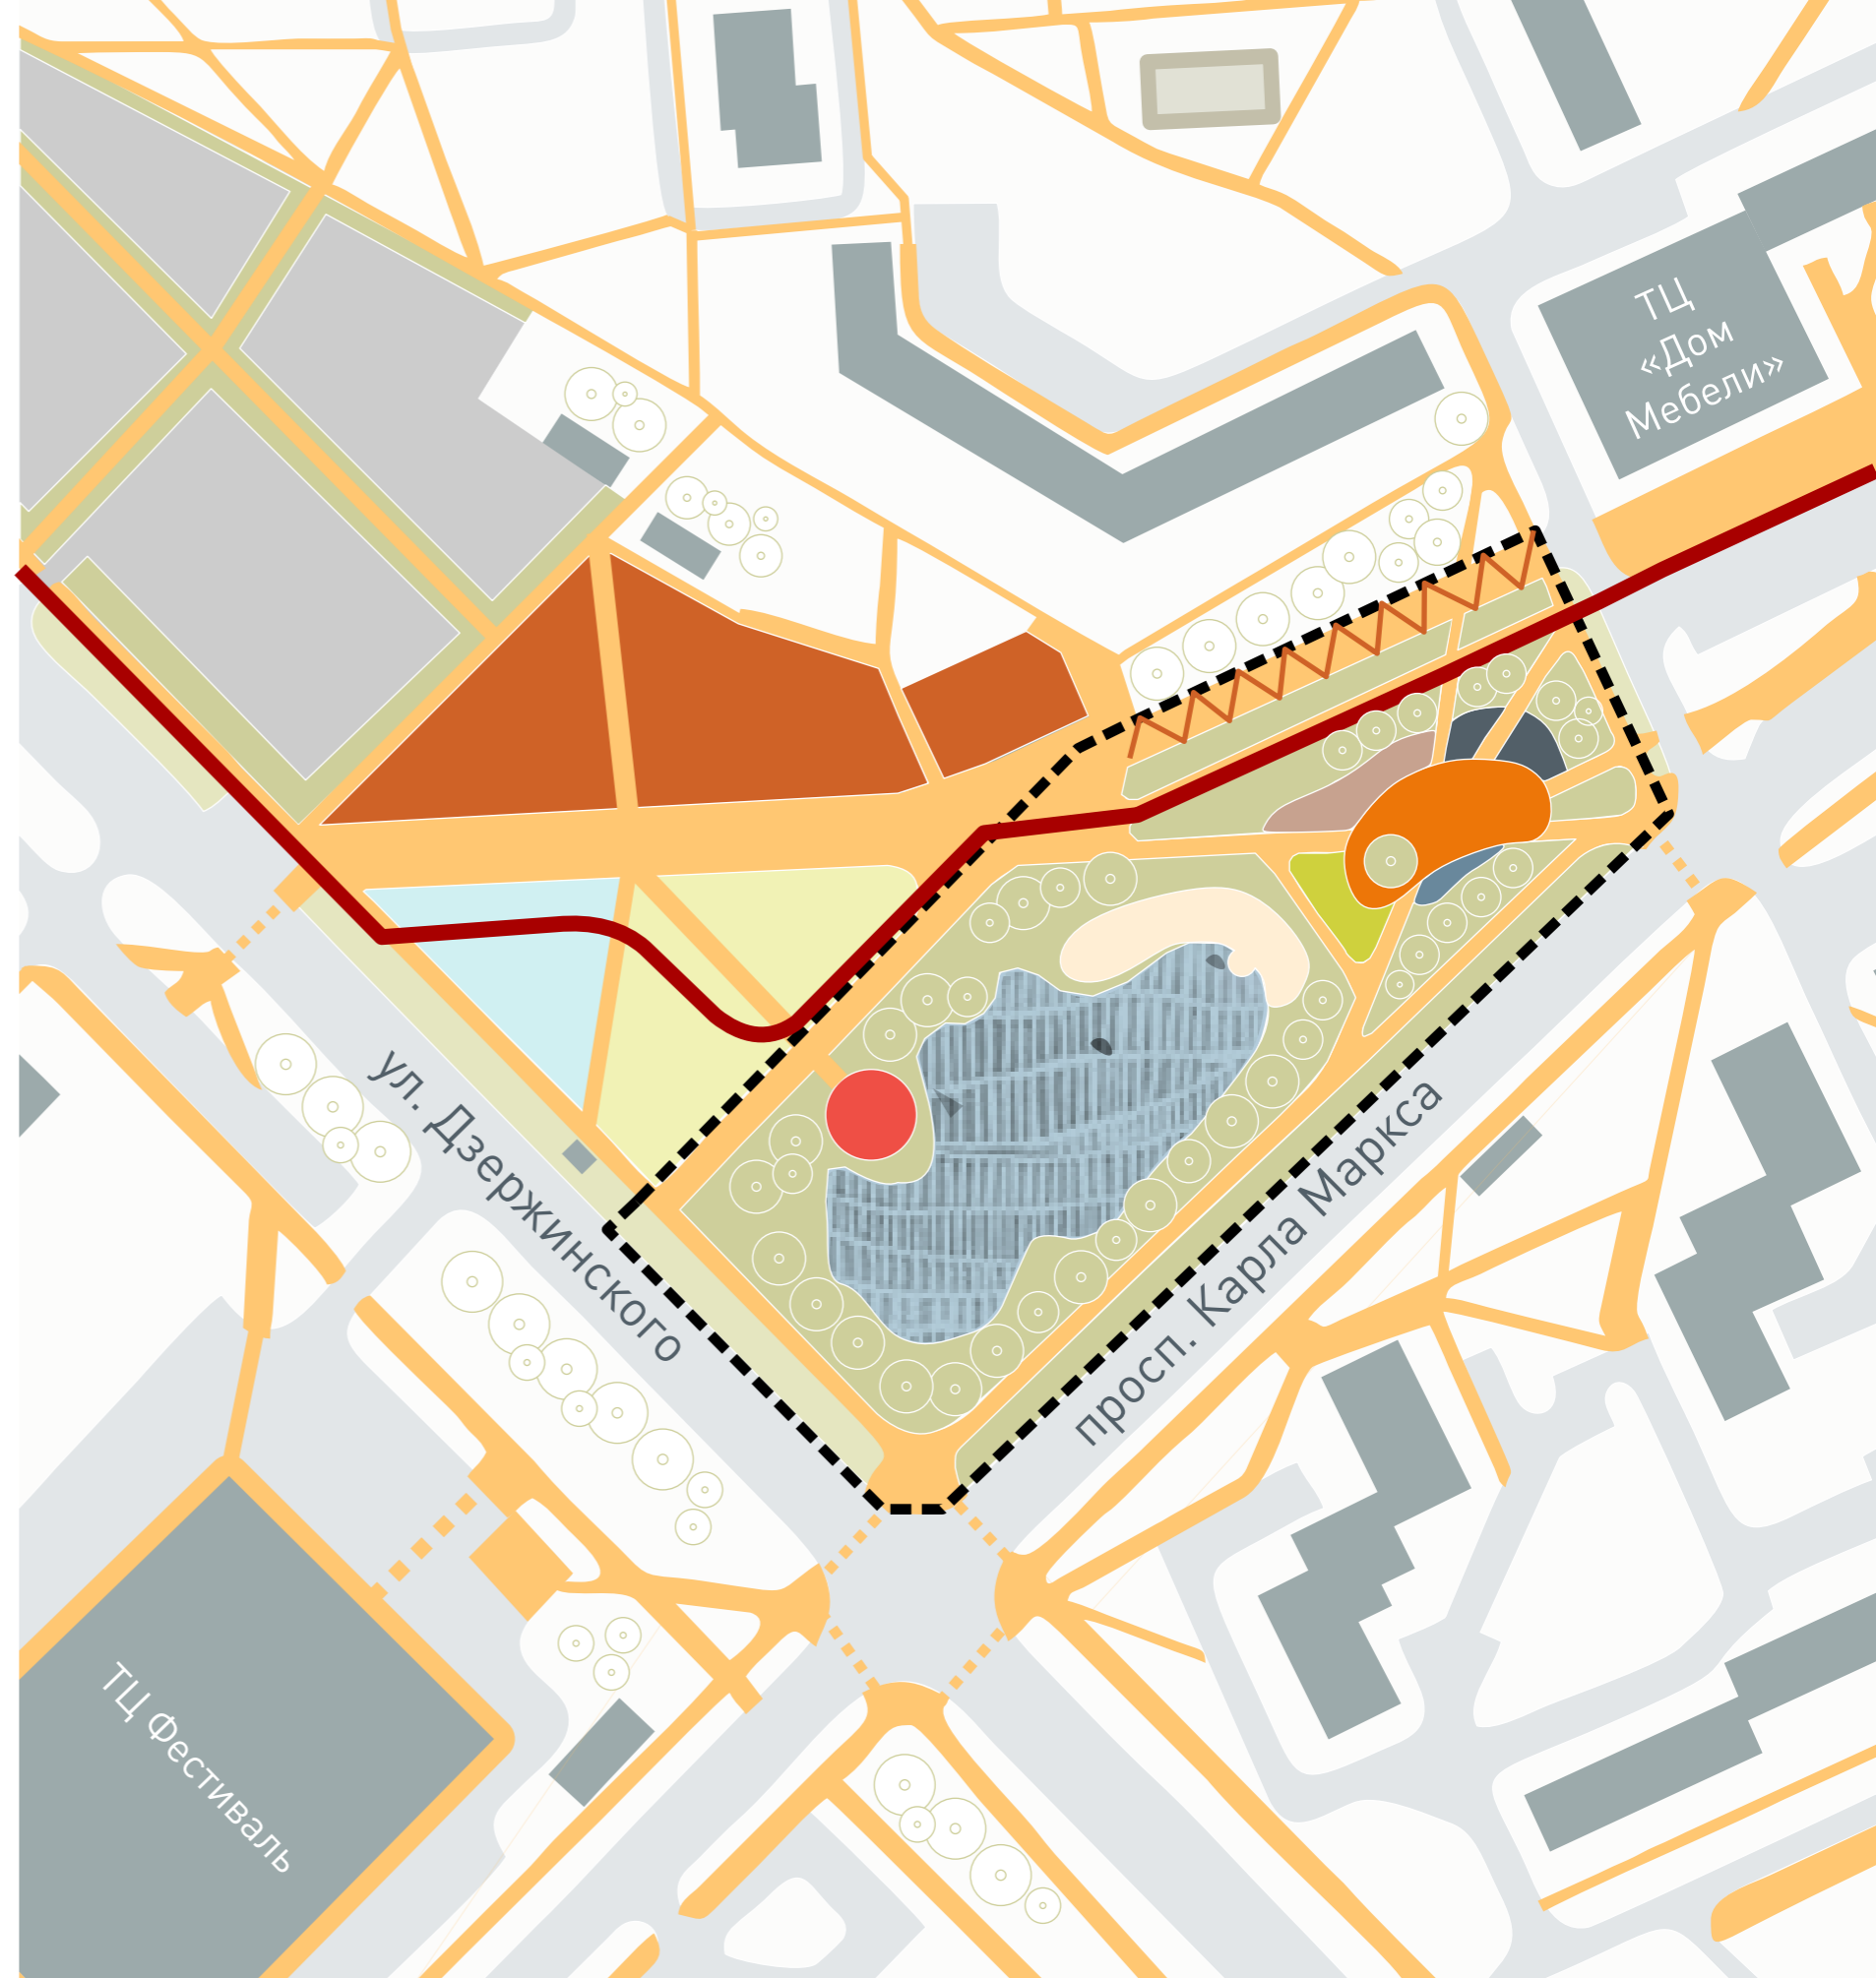 ТЦ
«Дом
Мебели»
ул. Дзержинского
просп. Карла Маркса
ТЦ Фестиваль